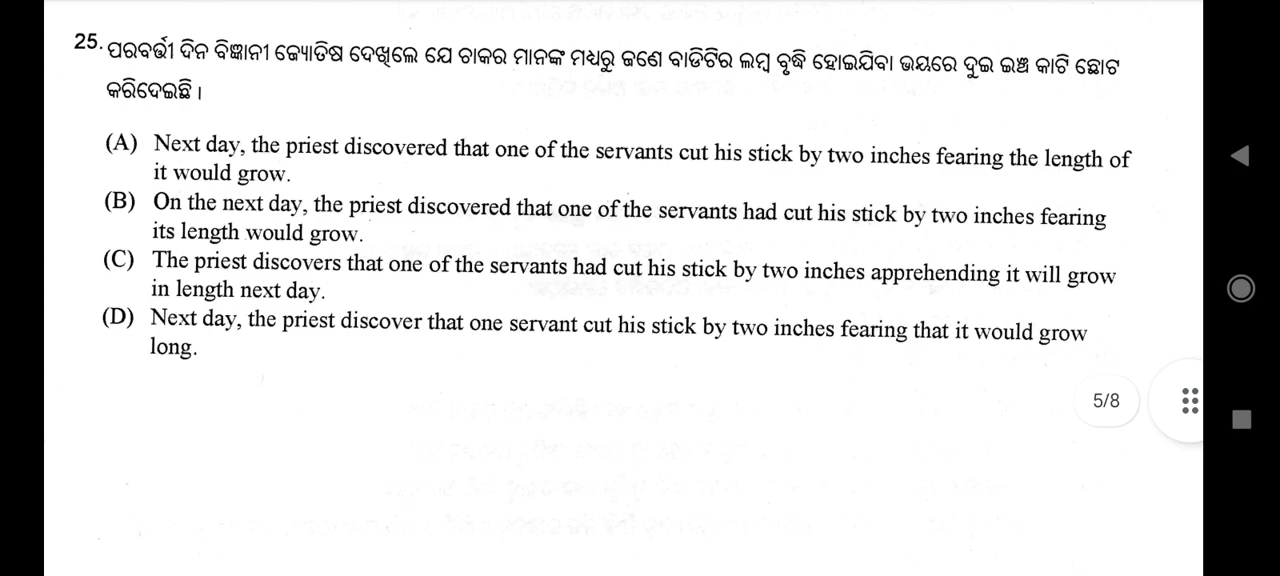 25. ପରବର୍ତ୍ତୀ ଦିନ ବିଜ୍ଞାନୀ ଜ୍ୟୋତିଷ ଦେଖିଲେ ଯେ ଚାକର ମାନଙ୍କ ମଧ୍ୟରୁ ଜଣେ ବାଡିଟିର ଲମ୍ବ ବୃଦ୍ଧି ହୋଇଯିବା ଭୟରେ ଦୁଇ ଇଞ୍ଚ କାଟି ଛୋଟ
କରିଦେଇଛି ।
(A) Next day, the priest discovered that one of the servants cut his stick by two inches fearing the length of
it would grow.
(B) On the next day, the priest discovered that one of the servants had cut his stick by two inches fearing
its length would grow.
(C) The priest discovers that one of the servants had cut his stick by two inches apprehending it will grow
in length next day.
(D) Next day, the priest discover that one servant cut his stick by two inches fearing that it would grow
long.
5/8